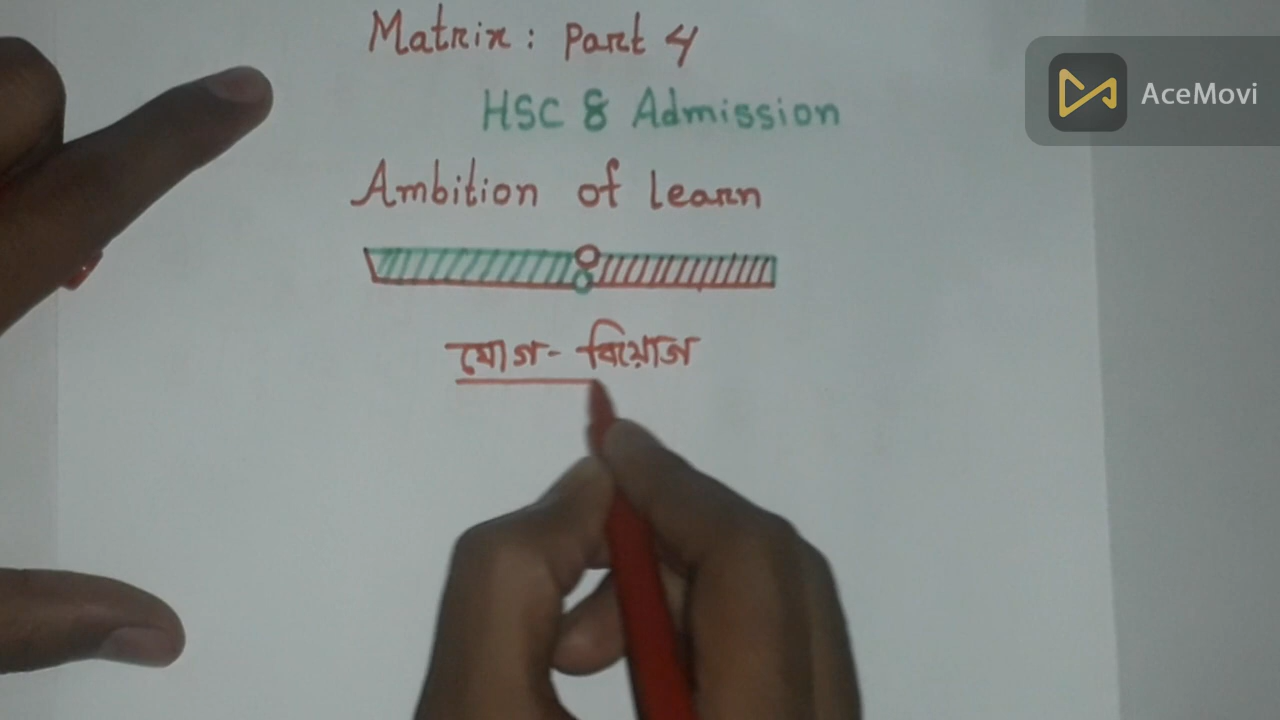 Matrix : Part 4
HSC & Admission
AceMovi
Ambition of Learn
যোগ - বিয়োগ